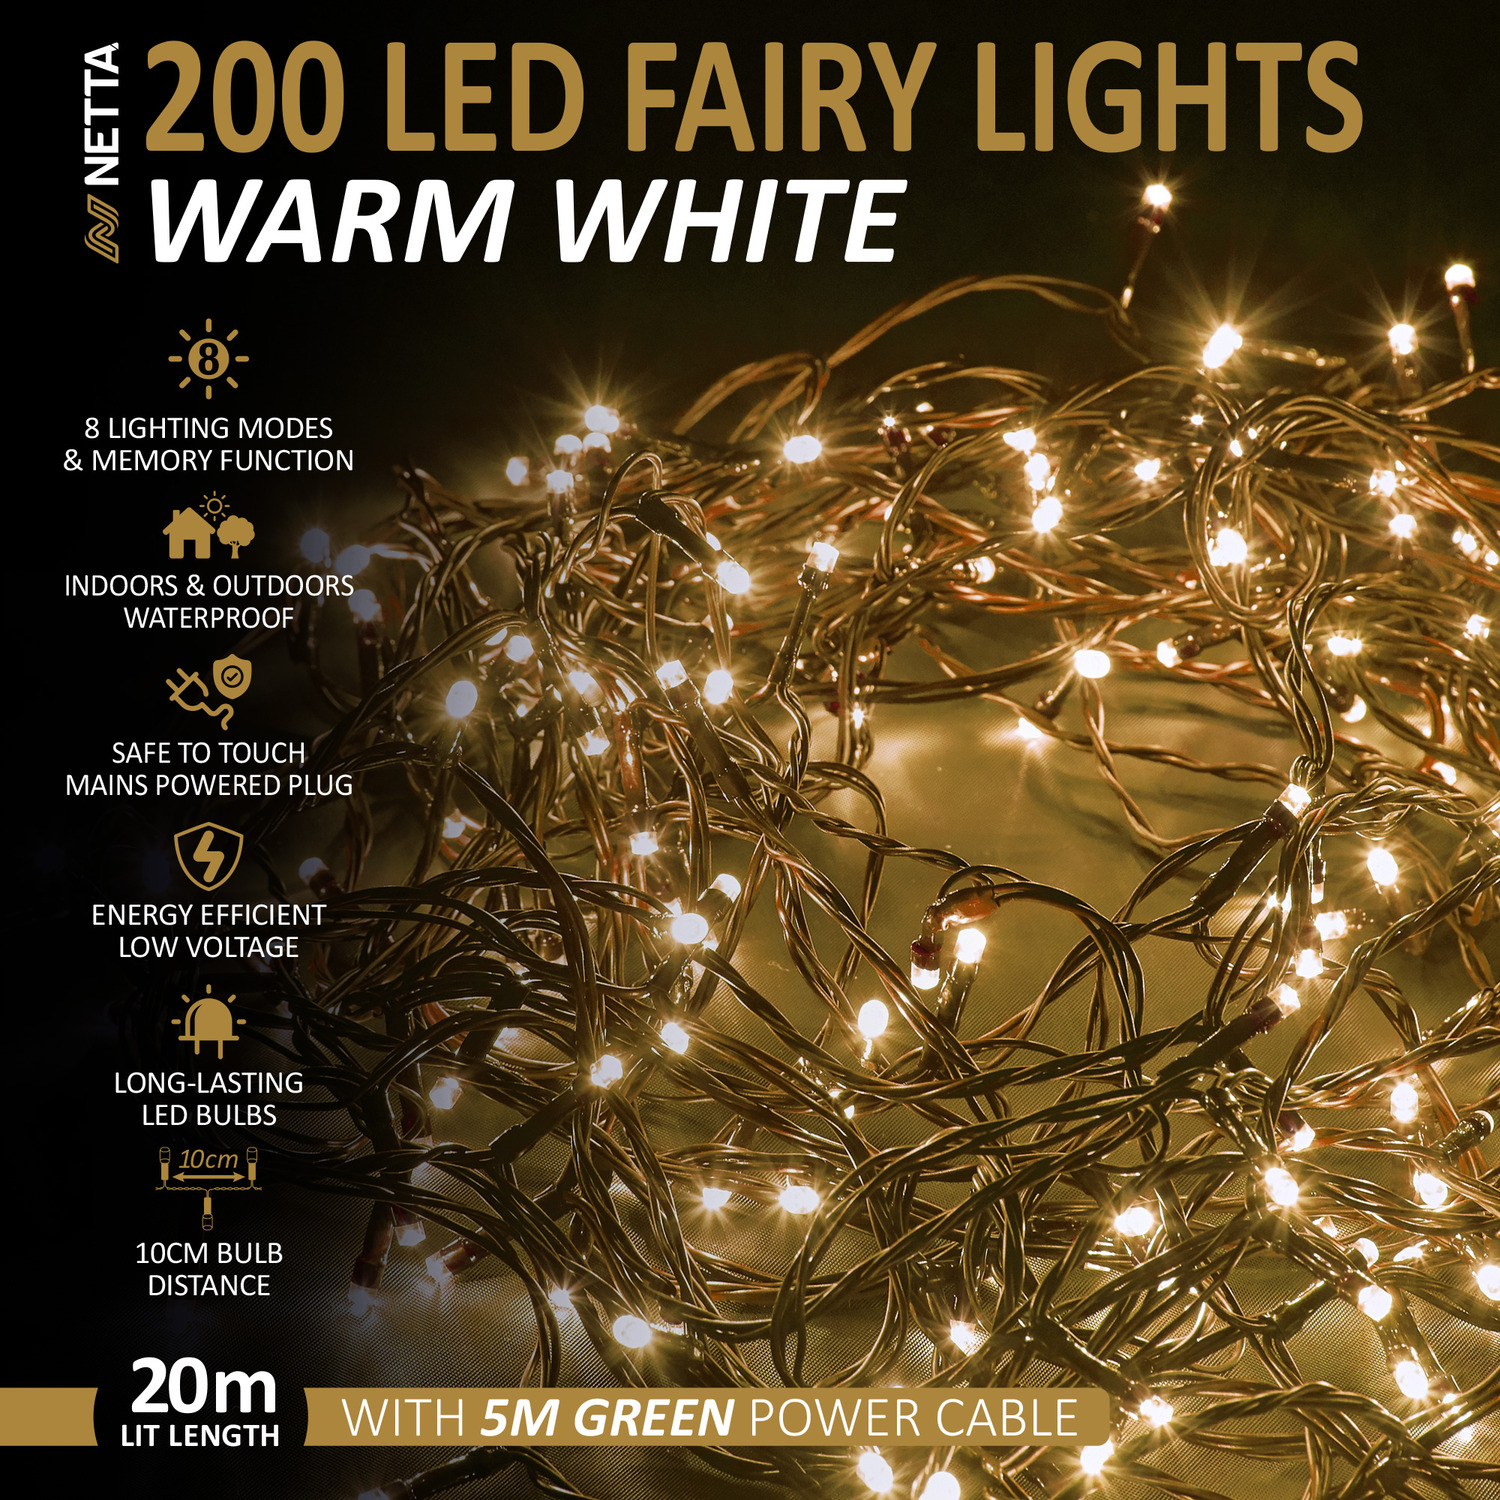 NETTA
200 LED FAIRY LIGHTS
WARM WHITE
8
8 LIGHTING MODES
& MEMORY FUNCTION
INDOORS & OUTDOORS
WATERPROOF
SAFE TO TOUCH
MAINS POWERED PLUG
ENERGY EFFICIENT
LOW VOLTAGE
LONG-LASTING
LED BULBS
10cm
10CM BULB
DISTANCE
20m
LIT LENGTH
WITH 5M GREEN POWER CABLE